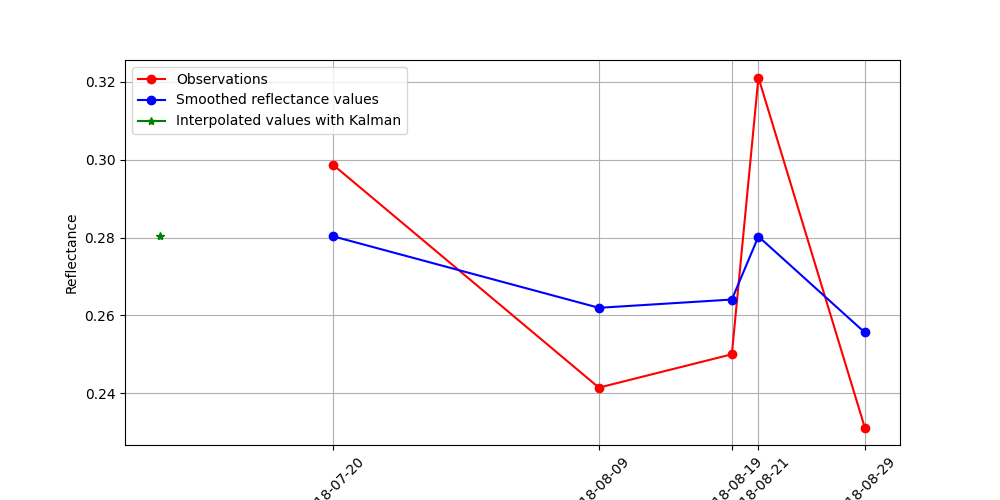 Observations
Smoothed reflectance values
Interpolated values with Kalman
Reflectance
0.32
0.30
0.28
0.26
0.24
18-07-20
18-08-09
18-08-19
18-08-21
18-08-29